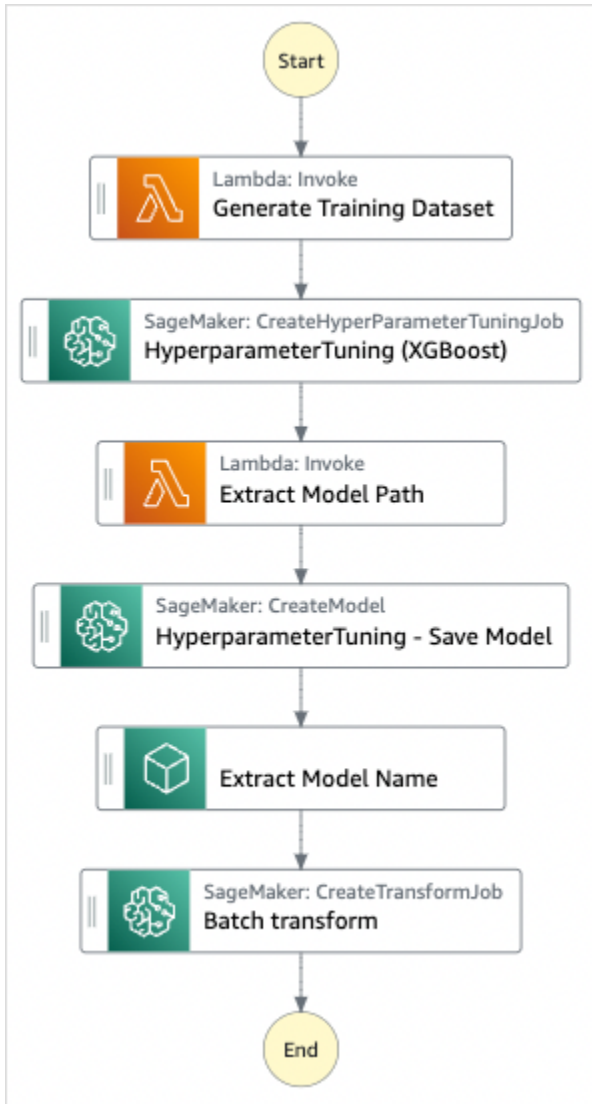 Start
Lambda: Invoke
Generate Training Dataset
SageMaker: CreateHyperParameterTuningJob
HyperparameterTuning (XGBoost)
Lambda: Invoke
Extract Model Path
SageMaker: CreateModel
HyperparameterTuning - Save Model
Extract Model Name
SageMaker: CreateTransformJob
Batch transform
End